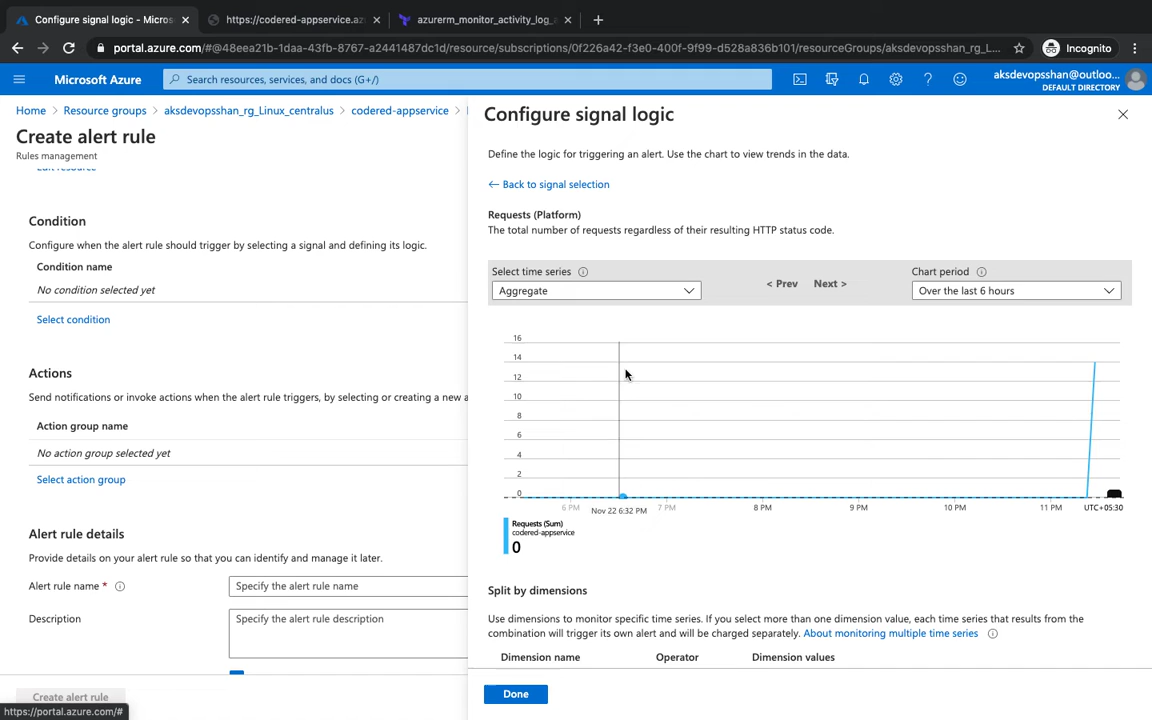 Configure signal logic - Micros
https://codered-appservice.az
azurerm_monitor_activity_log_
portal.azure.com/#@48eea21b-1daa-43fb-8767-a2441487dc1d/resource/subscriptions/0f226a42-f3e0-400f-9f99-d528a836b101/resourceGroups/aksdevopsshan_rg_L...
Incognito
Microsoft Azure
Search resources, services, and docs (G+/)
aksdevopsshan@outloo...
DEFAULT DIRECTORY
Home > Resource groups > aksdevopsshan_rg_Linux_centralus > codered-appservice >
Create alert rule
Rules management
Edit resource
Condition
Configure when the alert rule should trigger by selecting a signal and defining its logic.
Condition name
No condition selected yet
Select condition
Actions
Send notifications or invoke actions when the alert rule triggers, by selecting or creating a new a
Action group name
No action group selected yet
Select action group
Alert rule details
Provide details on your alert rule so that you can identify and manage it later.
Alert rule name *
Specify the alert rule name
Description
Specify the alert rule description
Create alert rule
https://portal.azure.com/#
Configure signal logic
Define the logic for triggering an alert. Use the chart to view trends in the data.
Back to signal selection
Requests (Platform)
The total number of requests regardless of their resulting HTTP status code.
Select time series
Aggregate
< Prev Next >
Chart period
Over the last 6 hours
16
14
12
10
8
6
4
2
0
6 PM Nov 22 6:32 PM 7 PM 8 PM 9 PM 10 PM 11 PM UTC+05:30
Requests (Sum)
codered-appservice
0
Split by dimensions
Use dimensions to monitor specific time series. If you select more than one dimension value, each time series that results from the
combination will trigger its own alert and will be charged separately. About monitoring multiple time series
Dimension name Operator Dimension values
Done